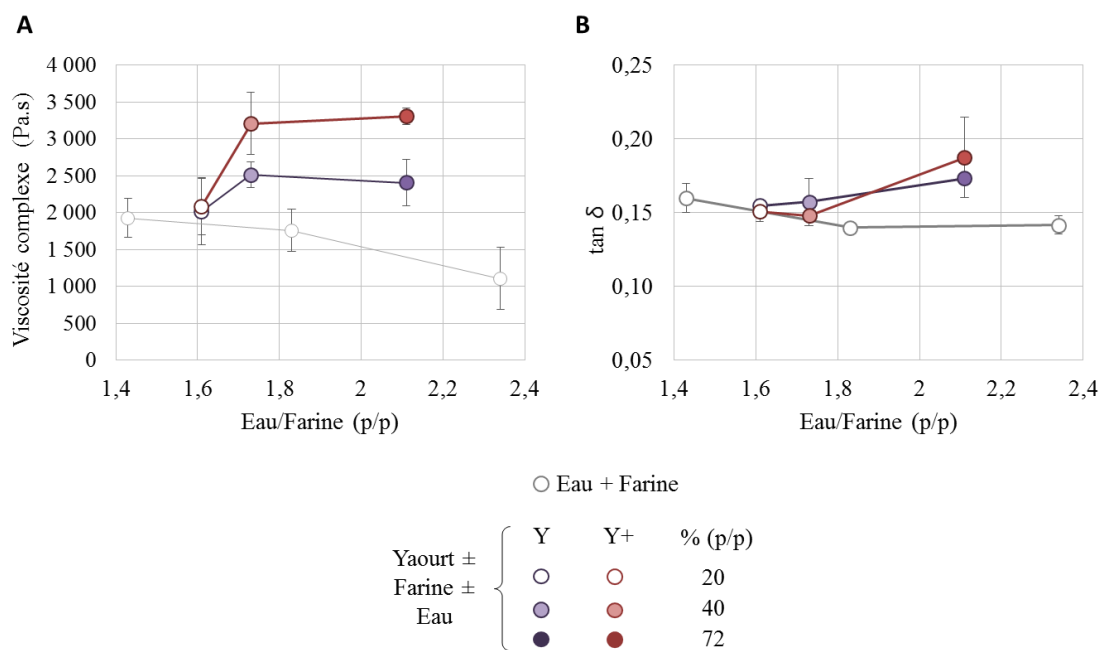 A
B
Viscosité complexe (Pa.s)
4 000
3 500
3 000
2 500
2 000
1 500
1 000
500
0
1,4
1,6
1,8
2
2,2
2,4
Eau/Farine (p/p)
tan δ
0,25
0,20
0,15
0,10
0,05
1,4
1,6
1,8
2
2,2
2,4
Eau/Farine (p/p)
Eau + Farine
Yaourt ±
Farine ±
Eau
Y Y+ % (p/p)
20
40
72